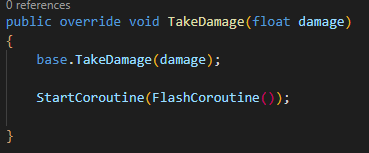 0 references
public override void TakeDamage(float damage)
{
base.TakeDamage(damage);
StartCoroutine(FlashCoroutine());
}